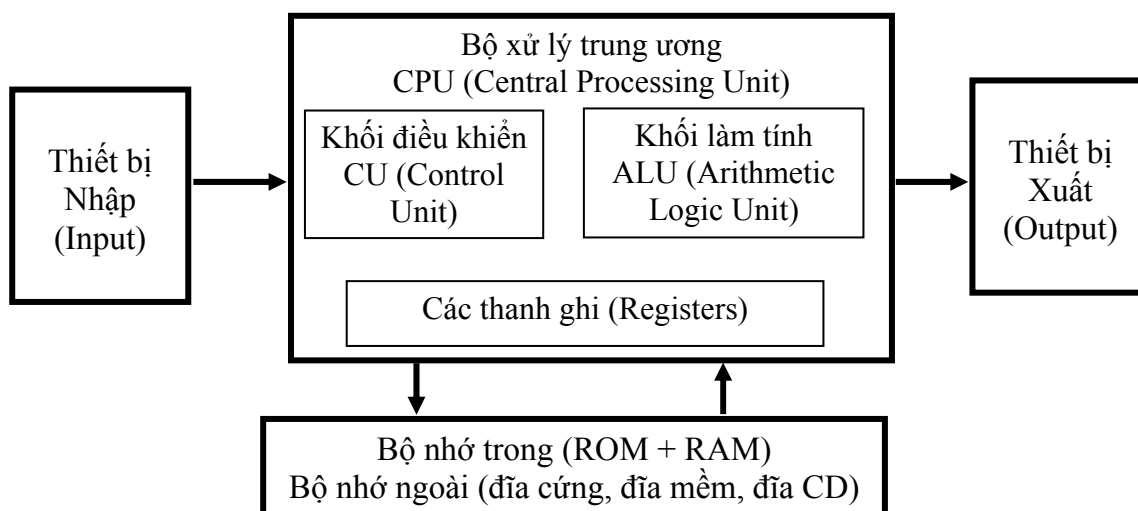 Bộ xử lý trung ương
CPU (Central Processing Unit)
Thiết bị
Nhập
(Input)
Khối điều khiển
CU (Control
Unit)
Khối làm tính
ALU (Arithmetic
Logic Unit)
Các thanh ghi (Registers)
Thiết bị
Xuất
(Output)
Bộ nhớ trong (ROM + RAM)
Bộ nhớ ngoài (đĩa cứng, đĩa mềm, đĩa CD)